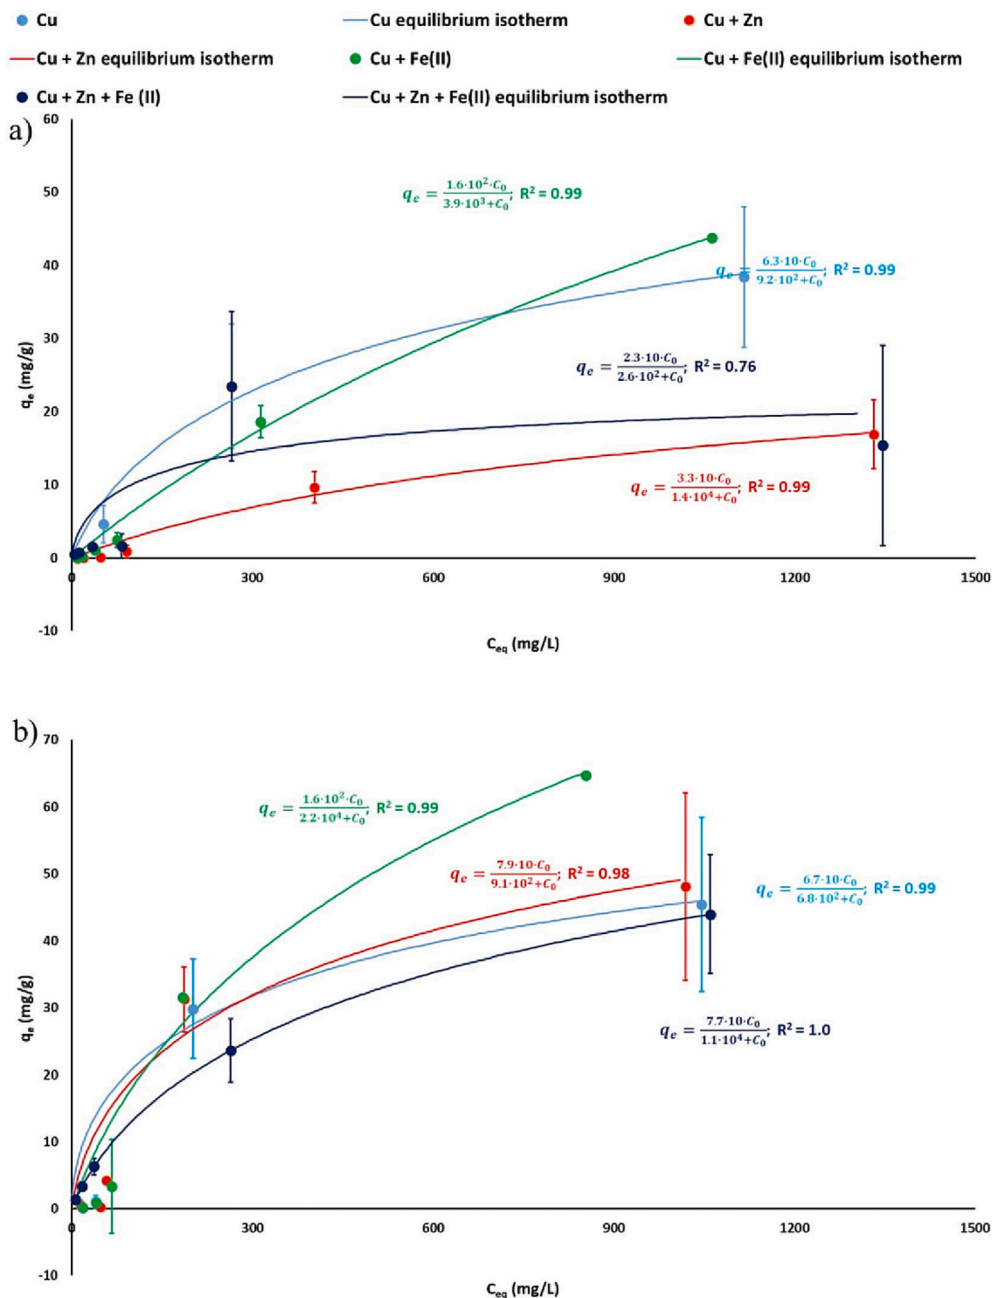 Cu Cu equilibrium isotherm Cu + Zn
Cu + Zn equilibrium isotherm Cu + Fe(II) Cu + Fe(II) equilibrium isotherm
Cu + Zn + Fe (II) Cu + Zn + Fe(II) equilibrium isotherm
a)
60
50
40
30
20
10
0
-10
qₑ (mg/g)
qₑ = 1.6·10²·C₀ / 3.9·10³+C₀; R² = 0.99
qₑ = 6.3·10·C₀ / 9.2·10²+C₀; R² = 0.99
qₑ = 2.3·10·C₀ / 2.6·10²+C₀; R² = 0.76
qₑ = 3.3·10·C₀ / 1.4·10⁴+C₀; R² = 0.99
0 300 600 900 1200 1500
Ceq (mg/L)
b)
70
60
50
40
30
20
10
0
-10
qₑ (mg/g)
qₑ = 1.6·10²·C₀ / 2.2·10⁴+C₀; R² = 0.99
qₑ = 7.9·10·C₀ / 9.1·10²+C₀; R² = 0.98
qₑ = 6.7·10·C₀ / 6.8·10²+C₀; R² = 0.99
qₑ = 7.7·10·C₀ / 1.1·10⁴+C₀; R² = 1.0
0 300 600 900 1200 1500
Ceq (mg/L)